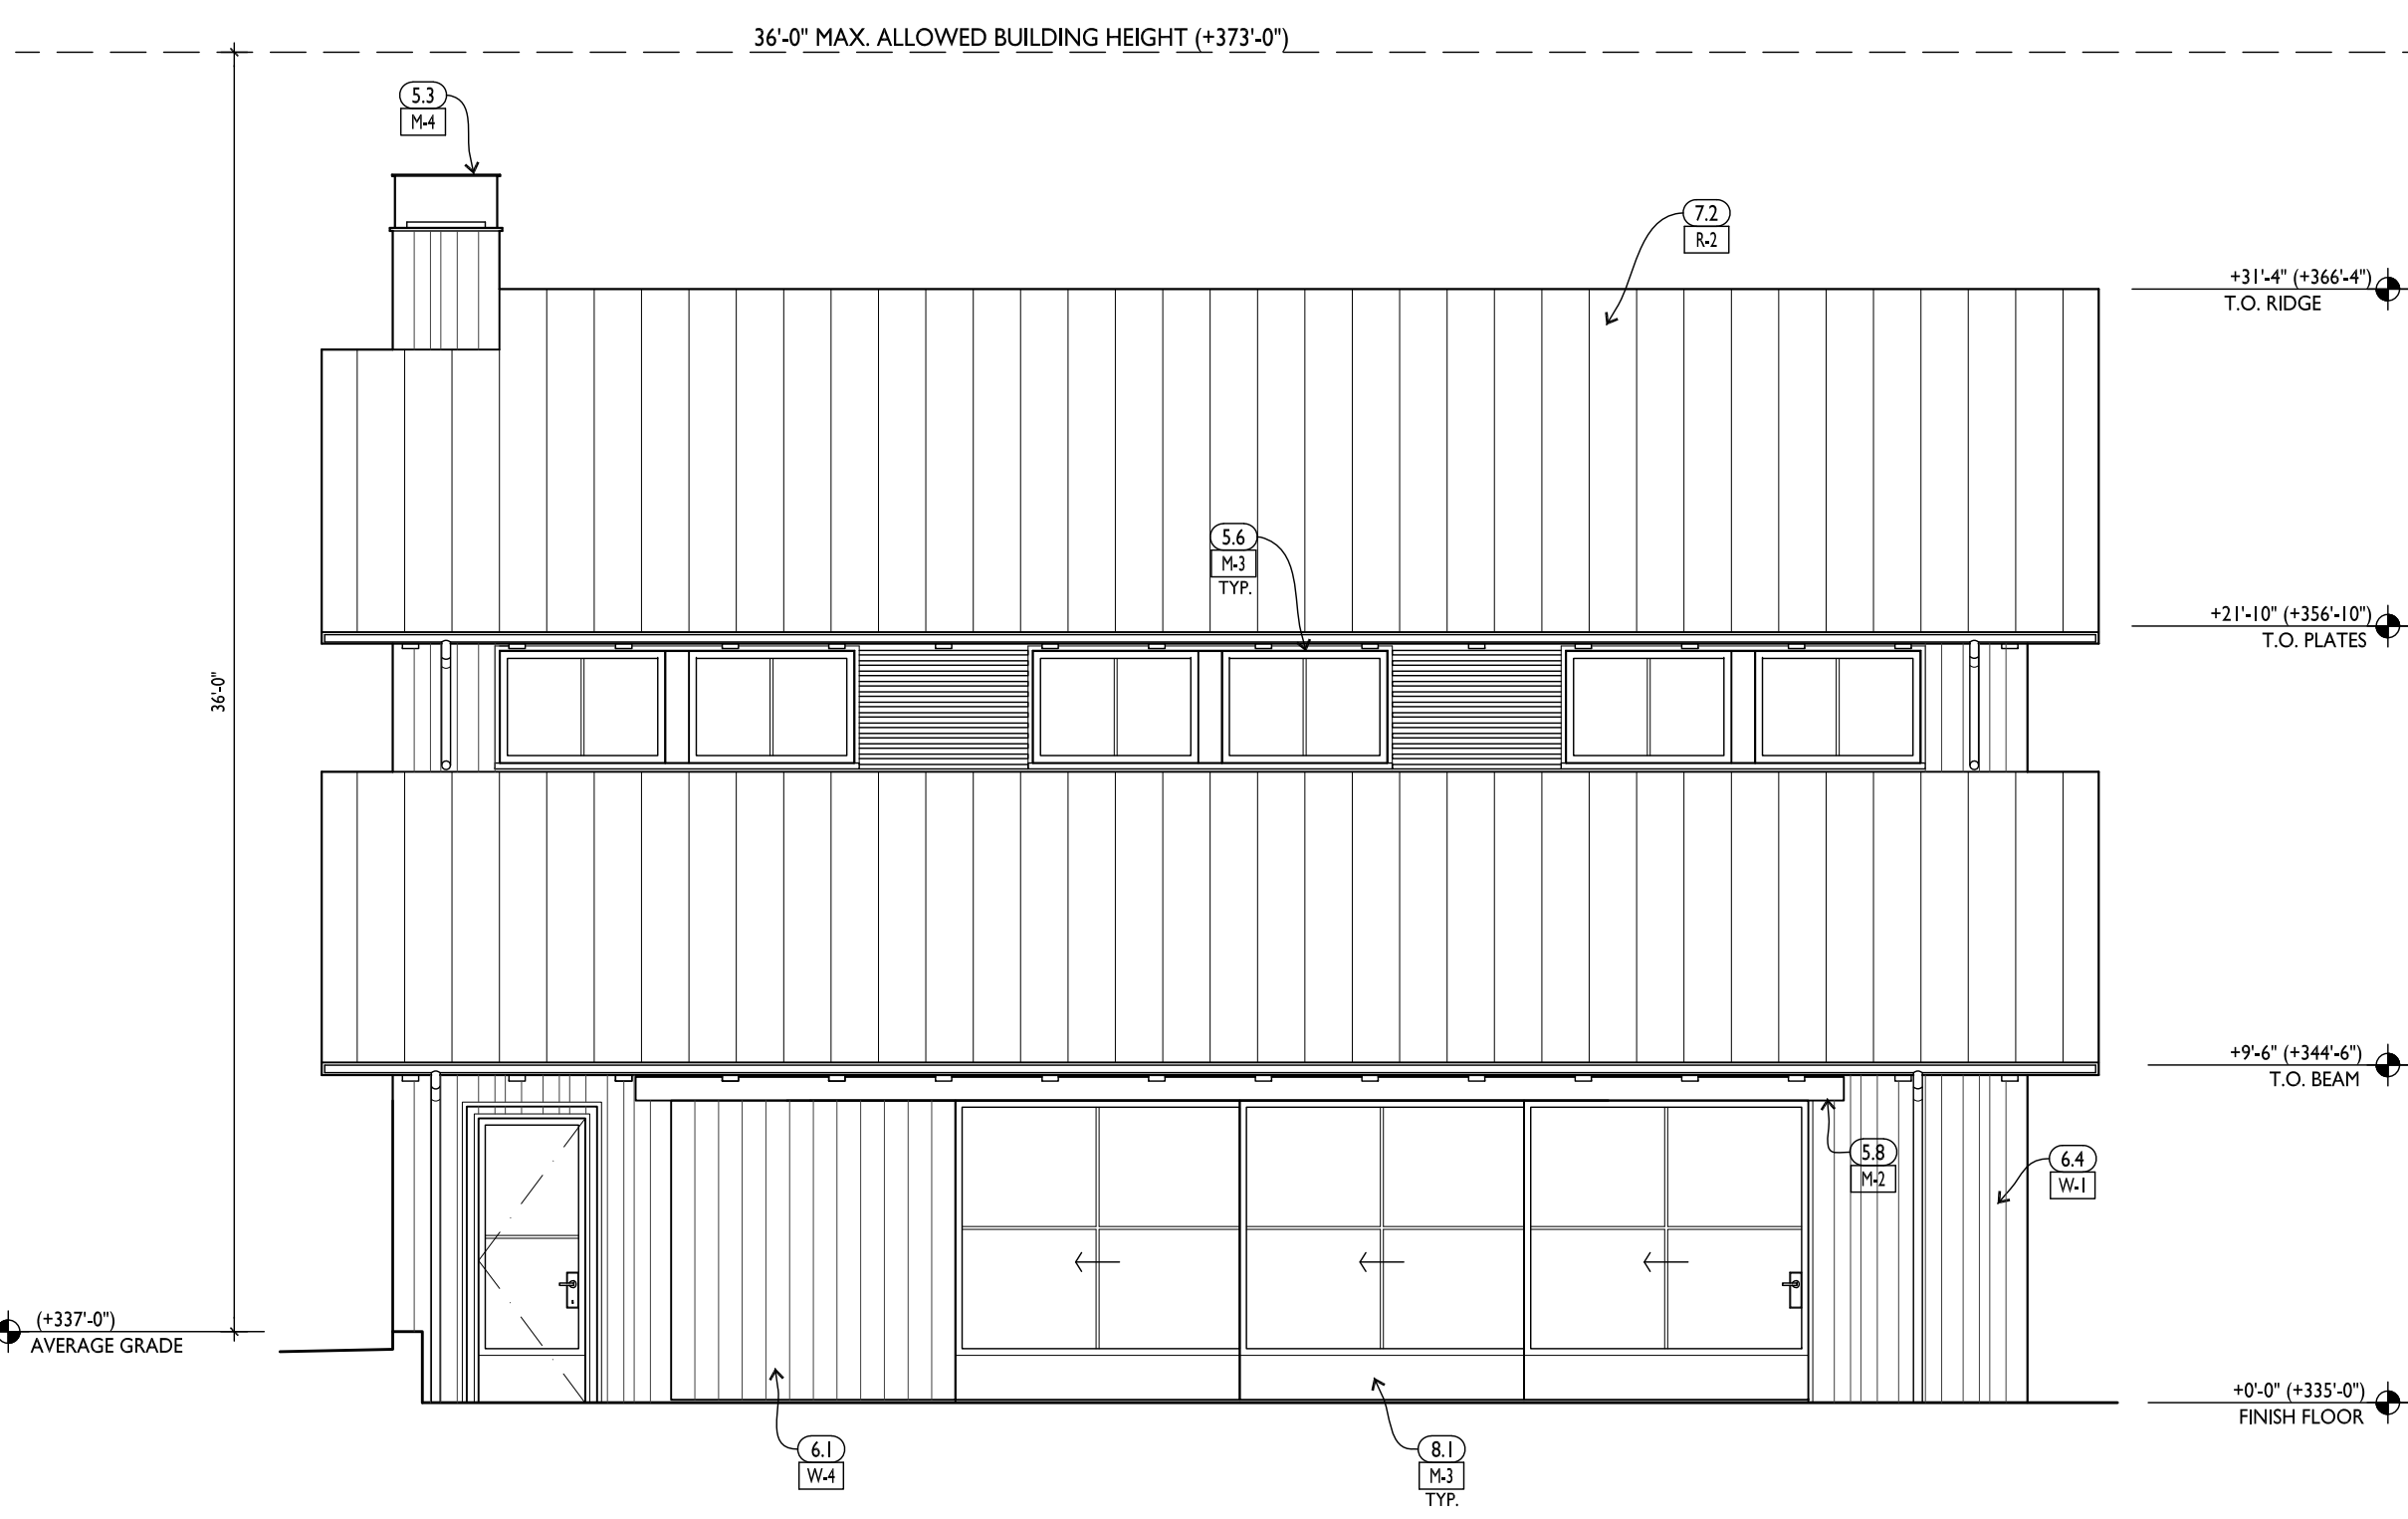 36'-0" MAX. ALLOWED BUILDING HEIGHT (+373'-0")
5.3
M-4
7.2
R-2
+31'-4" (+366'-4")
T.O. RIDGE
5.6
M-3
TYP.
+21'-10" (+356'-10")
T.O. PLATES
36'-0"
+9'-6" (+344'-6")
T.O. BEAM
5.8
M-2
6.4
W-1
(+337'-0")
AVERAGE GRADE
+0'-0" (+335'-0")
FINISH FLOOR
6.1
W-4
8.1
M-3
TYP.